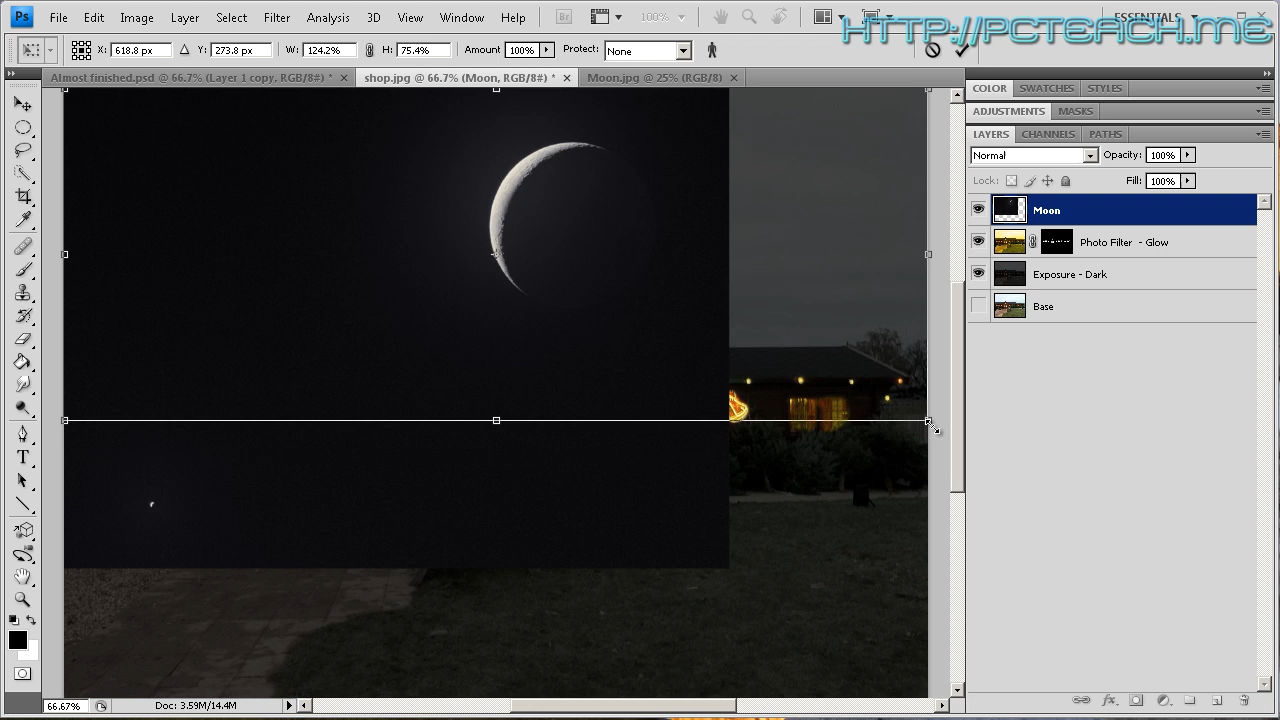 Ps File Edit Image Layer Select Filter Analysis 3D View Window Help Br 100% ESSENTIALS
HTTP://PCTEACH.ME
X: 618.8 px Y: 273.8 px W: 124.2% H: 75.4% Amount 100% Protect: None
Almost finished.psd @ 66.7% (Layer 1 copy, RGB/8#) * shop.jpg @ 66.7% (Moon, RGB/8#) * Moon.jpg @ 25% (RGB/8#)
COLOR SWATCHES STYLES
ADJUSTMENTS MASKS
LAYERS CHANNELS PATHS
Normal Opacity: 100%
Lock: Fill: 100%
Moon
Photo Filter - Glow
Exposure - Dark
Base
T
fx
66.67% Doc: 3.59M/14.4M